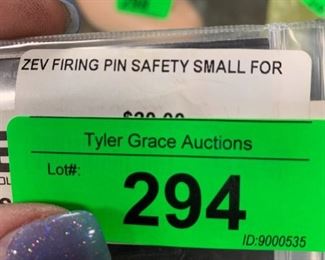 ZEV FIRING PIN SAFETY SMALL FOR
Tyler Grace Auctions
Lot#:
294
ID:9000535